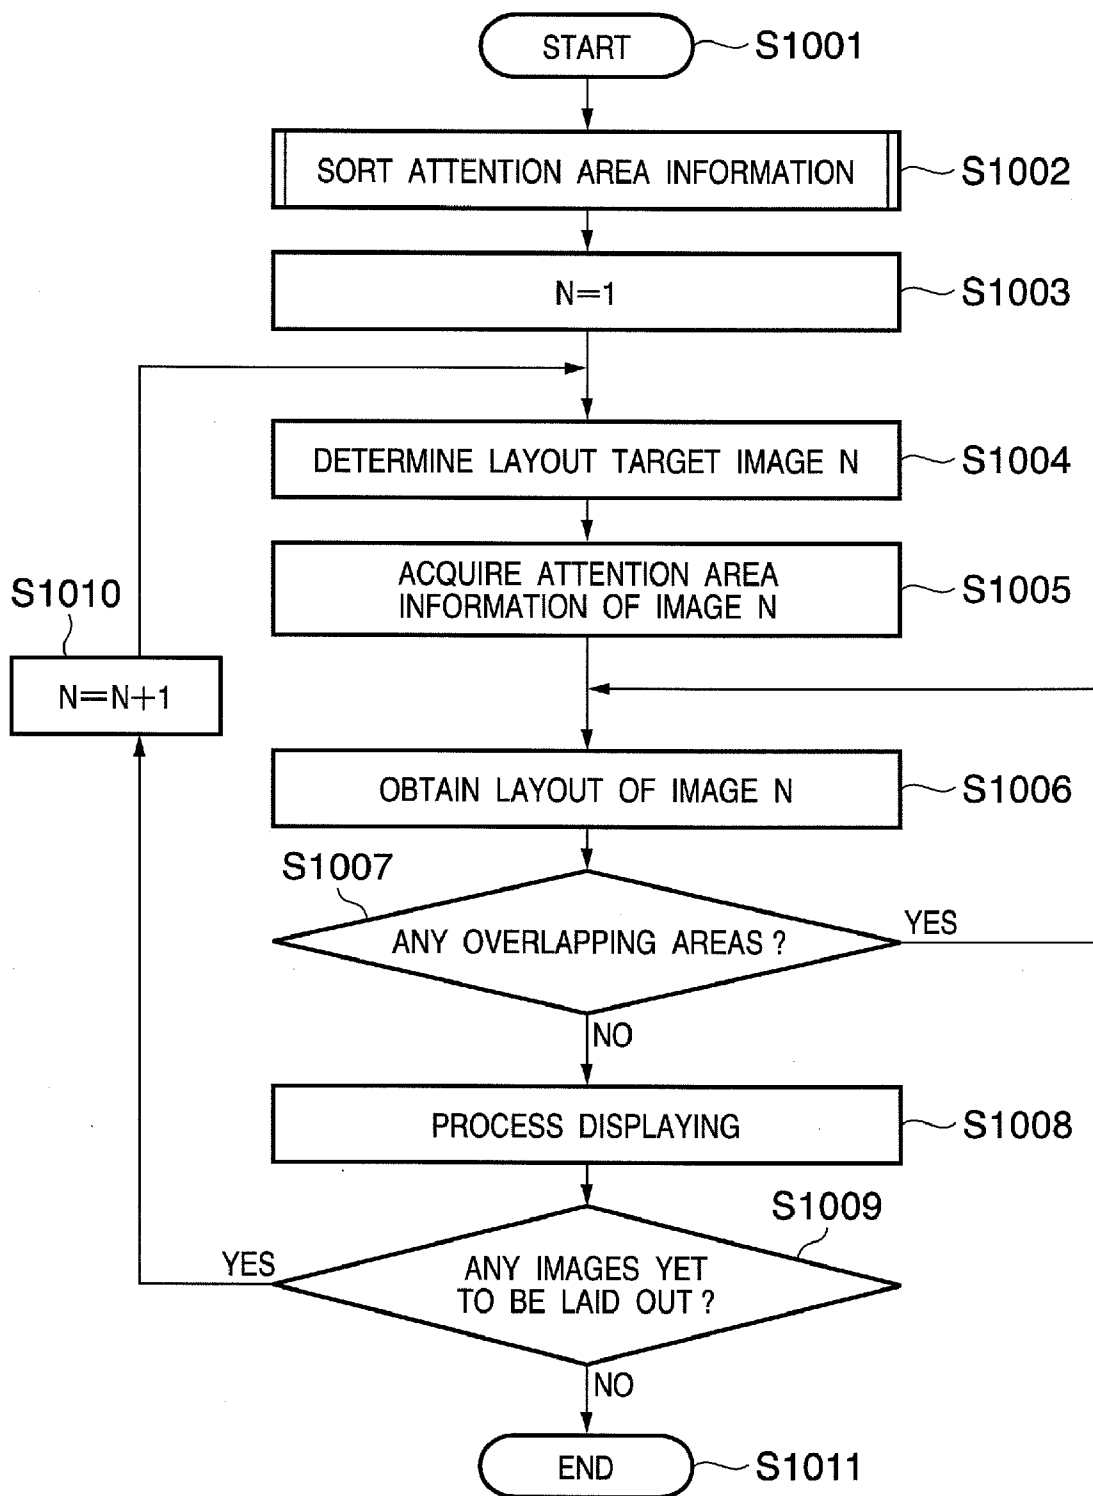 START
S1001
SORT ATTENTION AREA INFORMATION
S1002
N=1
S1003
DETERMINE LAYOUT TARGET IMAGE N
S1004
ACQUIRE ATTENTION AREA
INFORMATION OF IMAGE N
S1005
S1010
N=N+1
OBTAIN LAYOUT OF IMAGE N
S1006
S1007
ANY OVERLAPPING AREAS?
YES
NO
PROCESS DISPLAYING
S1008
S1009
YES
ANY IMAGES YET
TO BE LAID OUT?
NO
END
S1011